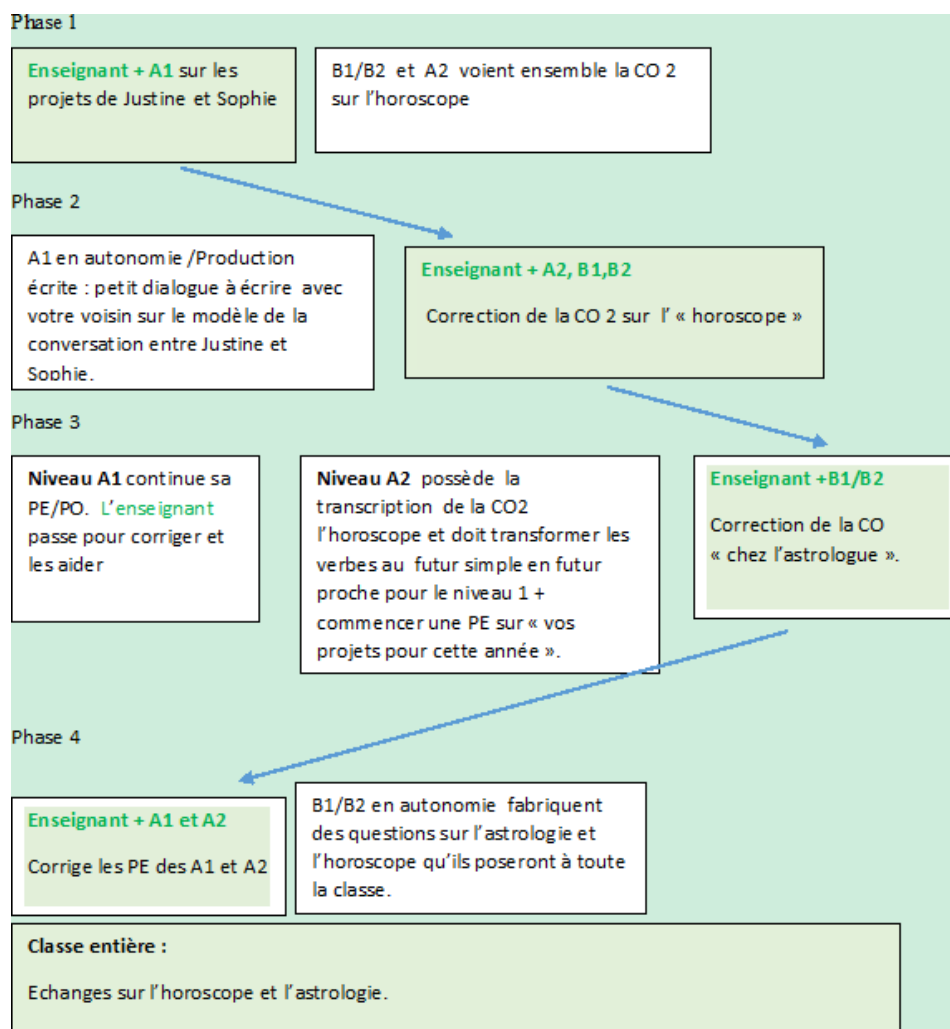 Phase 1
Enseignant + A1 sur les
projets de Justine et Sophie
B1/B2 et A2 voient ensemble la CO 2
sur l'horoscope
Phase 2
A1 en autonomie /Production
écrite : petit dialogue à écrire avec
votre voisin sur le modèle de la
conversation entre Justine et
Sophie.
Enseignant + A2, B1,B2
Correction de la CO 2 sur l' « horoscope »
Phase 3
Niveau A1 continue sa
PE/PO. L'enseignant
passe pour corriger et
les aider
Niveau A2 possède la
transcription de la CO2
l'horoscope et doit transformer les
verbes au futur simple en futur
proche pour le niveau 1 +
commencer une PE sur « vos
projets pour cette année ».
Enseignant +B1/B2
Correction de la CO
« chez l'astrologue ».
Phase 4
Enseignant + A1 et A2
Corrige les PE des A1 et A2
B1/B2 en autonomie fabriquent
des questions sur l'astrologie et
l'horoscope qu'ils poseront à toute
la classe.
Classe entière :
Echanges sur l'horoscope et l'astrologie.